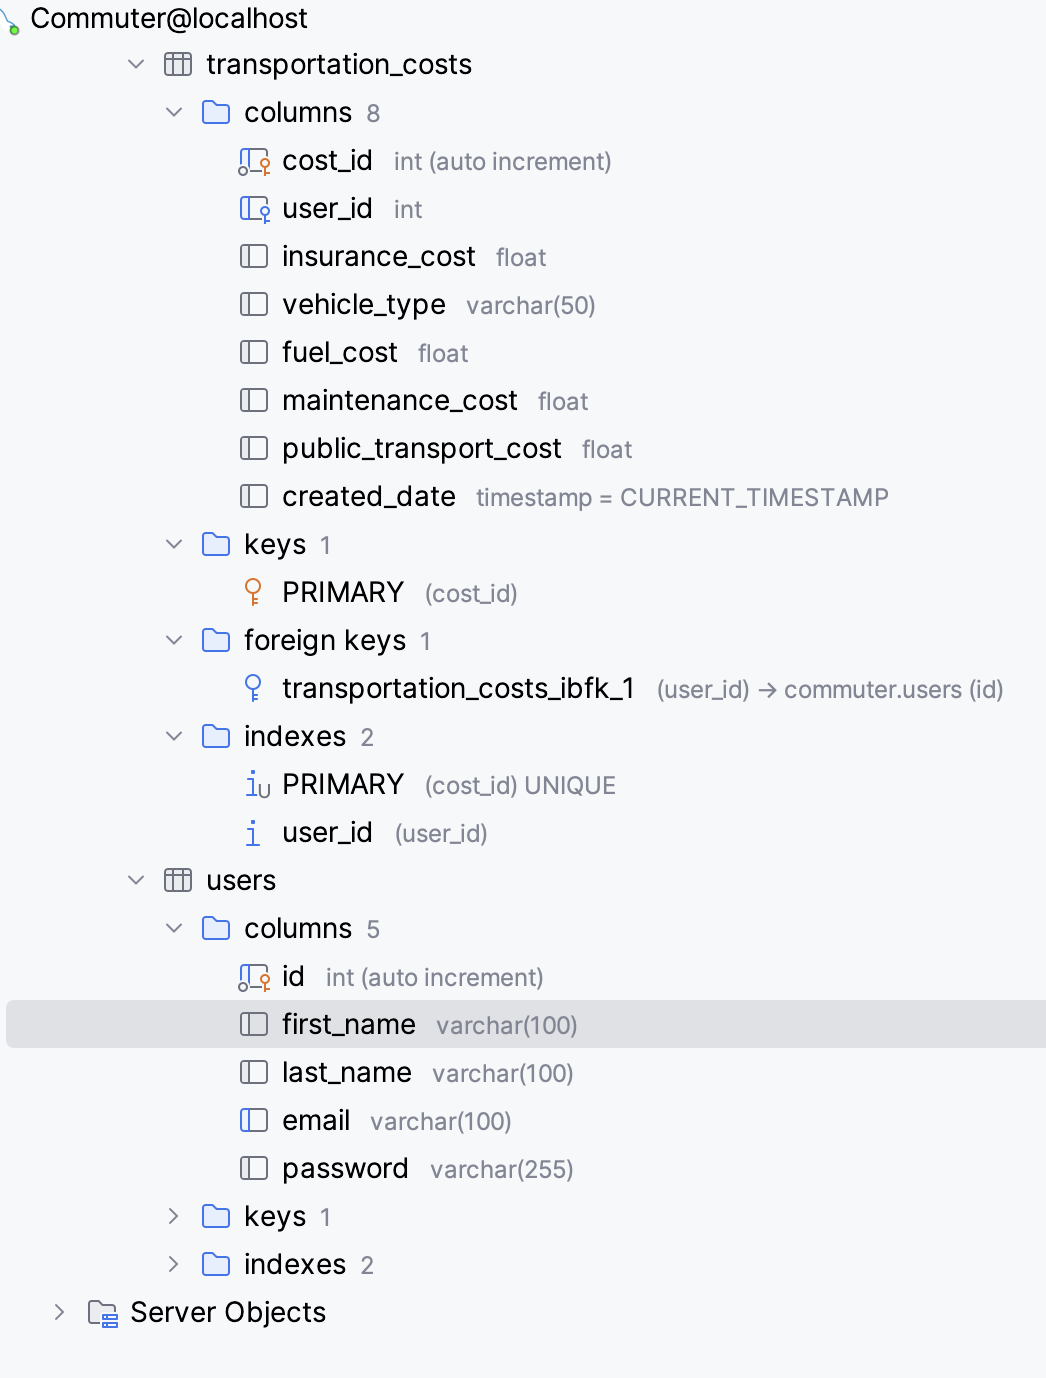 Commuter@localhost
transportation_costs
columns 8
cost_id int (auto increment)
user_id int
insurance_cost float
vehicle_type varchar(50)
fuel_cost float
maintenance_cost float
public_transport_cost float
created_date timestamp = CURRENT_TIMESTAMP
keys 1
PRIMARY (cost_id)
foreign keys 1
transportation_costs_ibfk_1 (user_id) → commuter.users (id)
indexes 2
PRIMARY (cost_id) UNIQUE
user_id (user_id)
users
columns 5
id int (auto increment)
first_name varchar(100)
last_name varchar(100)
email varchar(100)
password varchar(255)
keys 1
indexes 2
Server Objects